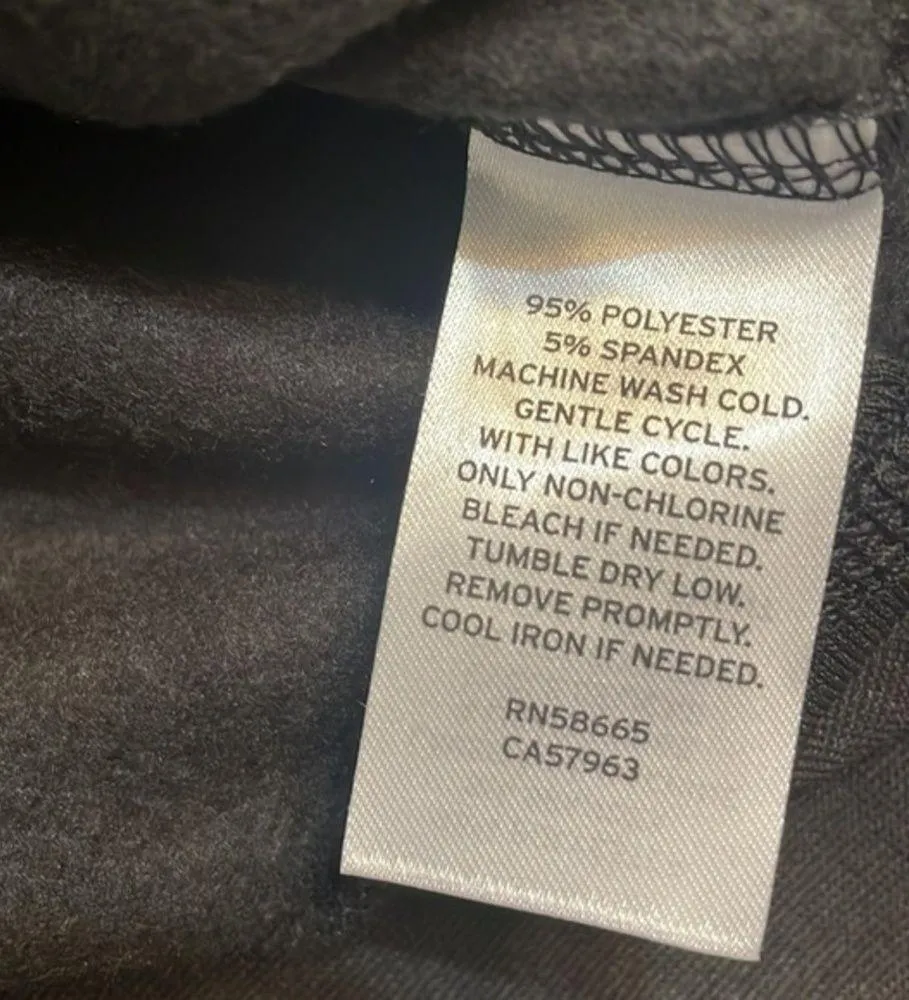 95% POLYESTER
5% SPANDEX
MACHINE WASH COLD.
GENTLE CYCLE.
WITH LIKE COLORS.
ONLY NON-CHLORINE
BLEACH IF NEEDED.
TUMBLE DRY LOW.
REMOVE PROMPTLY.
COOL IRON IF NEEDED.
RN58665
CA57963